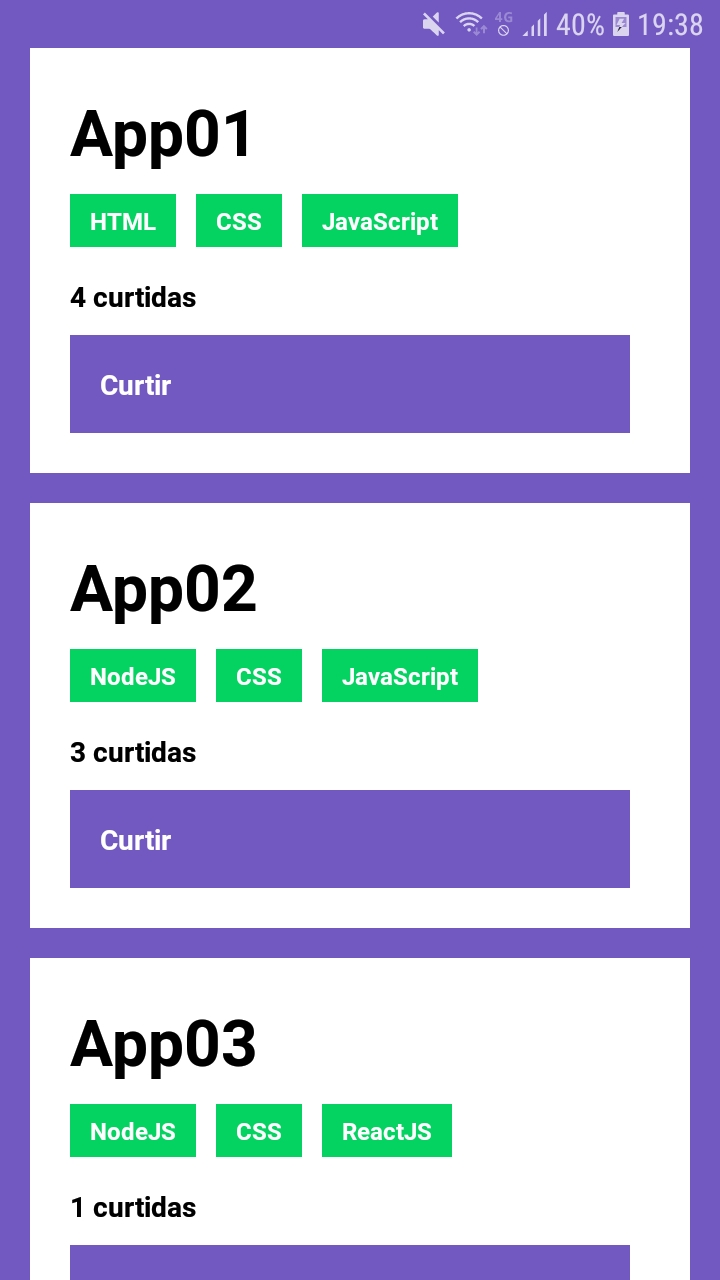 4G 40% 19:38
App01
HTML CSS JavaScript
4 curtidas
Curtir
App02
NodeJS CSS JavaScript
3 curtidas
Curtir
App03
NodeJS CSS ReactJS
1 curtidas